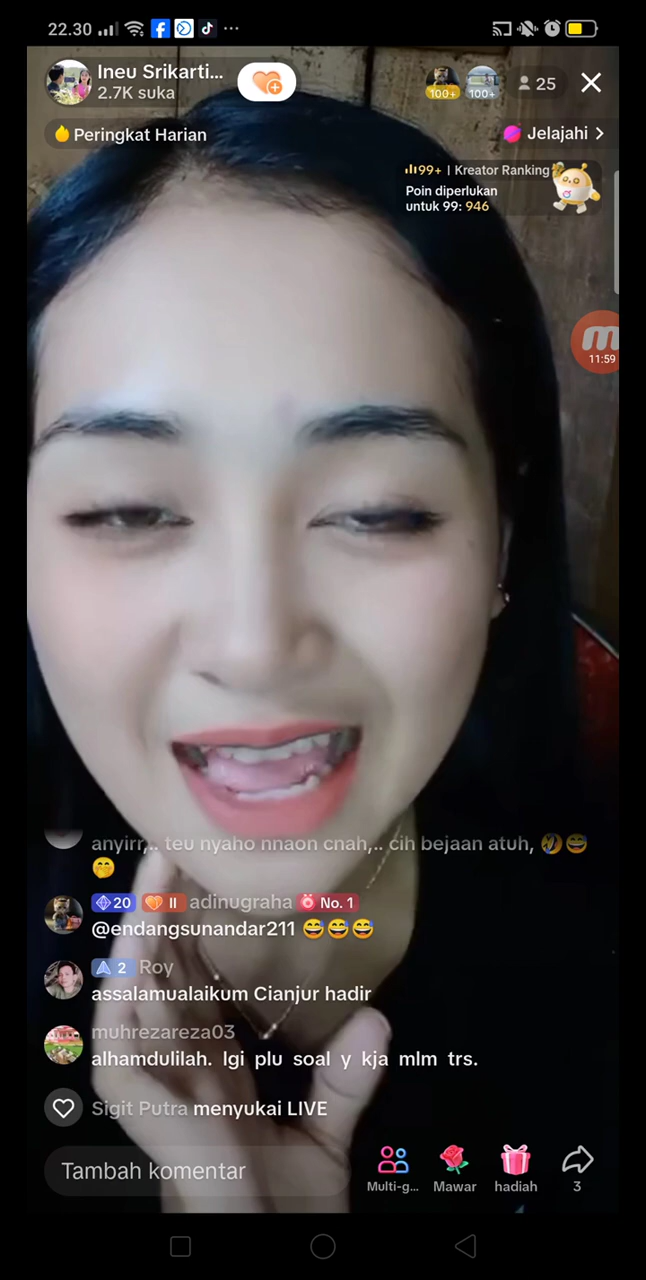 22.30
Ineu Srikarti...
2.7K suka
100+
100+
25
Peringkat Harian
Jelajahi
99+ | Kreator Ranking
Poin diperlukan
untuk 99: 946
11:59
anyirr,.. teu nyaho nnaon cnah,.. cih bejaan atuh, 🤣😅
🤭
20 II adinugraha No. 1
@endangsunandar211 😅😅😅
2 Roy
assalamualaikum Cianjur hadir
muhrezareza03
alhamdulilah. lgi plu soal y kja mlm trs.
Sigit Putra menyukai LIVE
Tambah komentar
Multi-g...
Mawar
hadiah
3